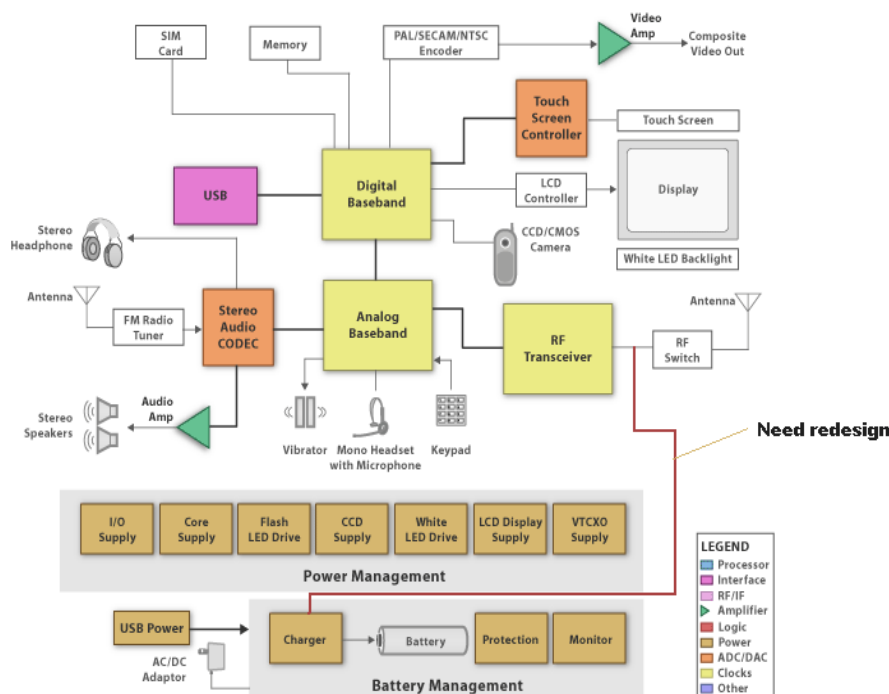 SIM
Card
Memory
PAL/SECAM/NTSC
Encoder
Video
Amp
Composite
Video Out
Touch
Screen
Controller
Touch Screen
USB
Digital
Baseband
LCD
Controller
Display
Stereo
Headphone
CCD/CMOS
Camera
White LED Backlight
Antenna
FM Radio
Tuner
Stereo
Audio
CODEC
Analog
Baseband
RF
Transceiver
RF
Switch
Antenna
Stereo
Speakers
Audio
Amp
Vibrator
Mono Headset
with Microphone
Keypad
Need redesign
I/O
Supply
Core
Supply
Flash
LED Drive
CCD
Supply
White
LED Drive
LCD Display
Supply
VTCXO
Supply
Power Management
USB Power
AC/DC
Adaptor
Charger
Battery
Protection
Monitor
Battery Management
LEGEND
Processor
Interface
RF/IF
Amplifier
Logic
Power
ADC/DAC
Clocks
Other